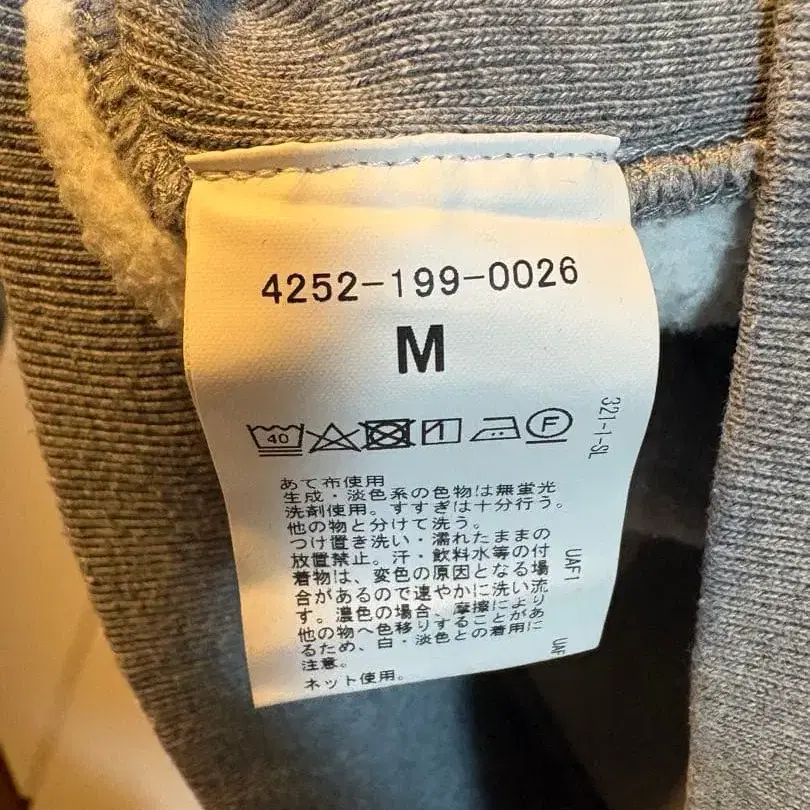 4252-199-0026
M
40 1 F
321-1-SL
あて布使用
生成・淡色系の色物は無蛍光
洗剤使用。すすぎは十分行う。
他の物と分けて洗う。
つけ置き洗い・濡れたままの
放置禁止。汗・飲料水等の付
着物は、変色の原因となる場
合があるので速やかに洗い流
す。濃色の場合、摩擦により
他の物へ色移りすることがあ
るため、白・淡色との着用に
注意。
ネット使用。
UAF1
UAF